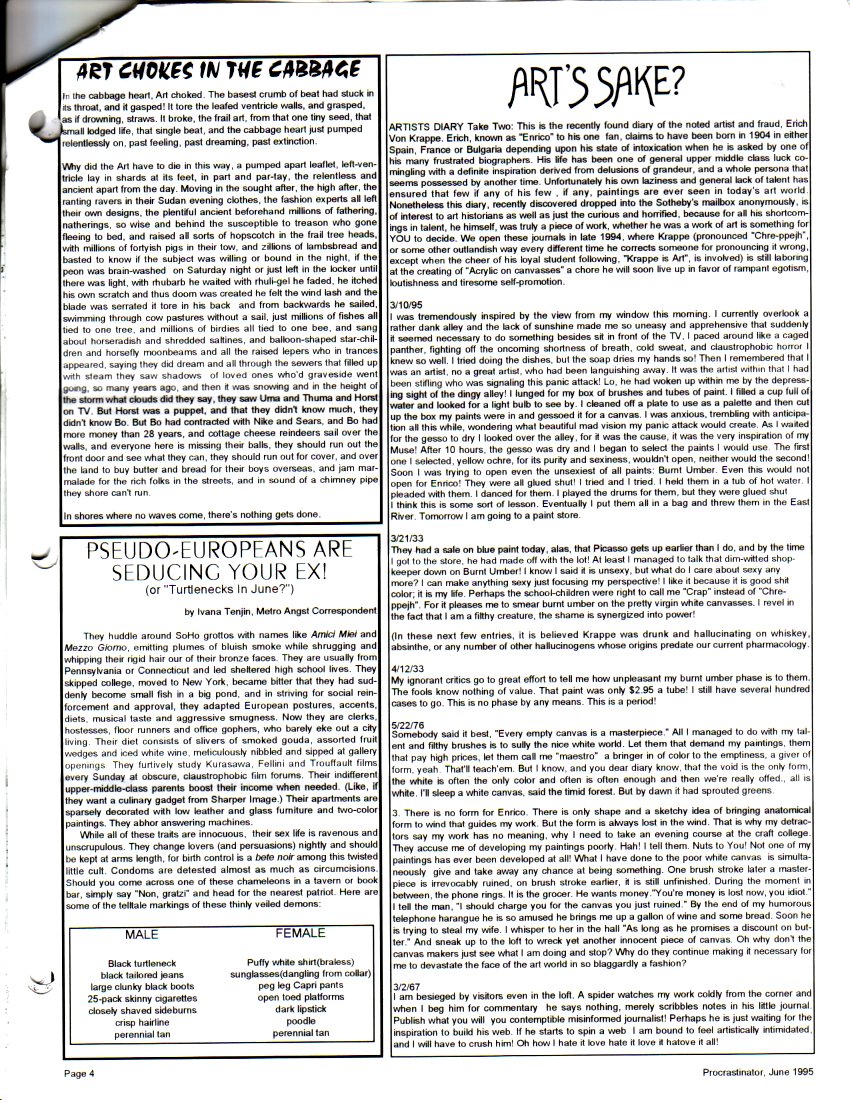 ART CHOKES IN THE CABBAGE
In the cabbage heart, Art choked. The basest crumb of beat had stuck in
its throat, and it gasped! It tore the leafed ventricle walls, and grasped,
as if drowning, straws. It broke, the frail art, from that one tiny seed, that
small lodged life, that single beat, and the cabbage heart just pumped
relentlessly on, past feeling, past dreaming, past extinction.
Why did the Art have to die in this way, a pumped apart leaflet, left-ven-
tricle lay in shards at its feet, in part and par-tay, the relentless and
ancient apart from the day. Moving in the sought after, the high after, the
ranting ravers in their Sudan evening clothes, the fashion experts all left
their own designs, the plentiful ancient beforehand millions of fathering,
natherings, so wise and behind the susceptible to treason who gone
fleeing to bed, and raised all sorts of hopscotch in the frail tree heads,
with millions of fortyish pigs in their tow, and zillions of lambsbread and
basted to know if the subject was willing or bound in the night, if the
peon was brain-washed on Saturday night or just left in the locker until
there was light, with rhubarb he waited with rhuli-gel he faded, he itched
his own scratch and thus doom was created he felt the wind lash and the
blade was serrated it tore in his back and from backwards he sailed,
swimming through cow pastures without a sail, just millions of fishes all
tied to one tree, and millions of birdies all tied to one bee, and sang
about horseradish and shredded saltines, and balloon-shaped star-chil-
dren and horsefly moonbeams and all the raised lepers who in trances
appeared, saying they did dream and all through the sewers that filled up
with steam they saw shadows of loved ones who'd graveside went
going, so many years ago, and then it was snowing and in the height of
the storm what clouds did they say, they saw Uma and Thuma and Horst
on TV. But Horst was a puppet, and that they didn't know much, they
didn't know Bo. But Bo had contracted with Nike and Sears, and Bo had
more money than 28 years, and cottage cheese reindeers sail over the
walls, and everyone here is missing their balls, they should run out the
front door and see what they can, they should run out for cover, and over
the land to buy butter and bread for their boys overseas, and jam mar-
malade for the rich folks in the streets, and in sound of a chimney pipe
they shore can't run.
In shores where no waves come, there's nothing gets done.
PSEUDO-EUROPEANS ARE
SEDUCING YOUR EX!
(or "Turtlenecks In June?")
by Ivana Tenjin, Metro Angst Correspondent
They huddle around SoHo grottos with names like Amici Miei and
Mezzo Giorno, emitting plumes of bluish smoke while shrugging and
whipping their rigid hair our of their bronze faces. They are usually from
Pennsylvania or Connecticut and led sheltered high school lives. They
skipped college, moved to New York, became bitter that they had sud-
denly become small fish in a big pond, and in striving for social rein-
forcement and approval, they adapted European postures, accents,
diets, musical taste and aggressive smugness. Now they are clerks,
hostesses, floor runners and office gophers, who barely eke out a city
living. Their diet consists of slivers of smoked gouda, assorted fruit
wedges and iced white wine, meticulously nibbled and sipped at gallery
openings They furtively study Kurasawa, Fellini and Trouffault films
every Sunday at obscure, claustrophobic film forums. Their indifferent
upper-middle-class parents boost their income when needed. (Like, if
they want a culinary gadget from Sharper Image.) Their apartments are
sparsely decorated with low leather and glass furniture and two-color
paintings. They abhor answering machines.
While all of these traits are innocuous, their sex life is ravenous and
unscrupulous. They change lovers (and persuasions) nightly and should
be kept at arms length, for birth control is a bete noir among this twisted
little cult. Condoms are detested almost as much as circumcisions.
Should you come across one of these chameleons in a tavern or book
bar, simply say "Non, gratzi" and head for the nearest patriot. Here are
some of the telltale markings of these thinly veiled demons:
MALE
Black turtleneck
black tailored jeans
large clunky black boots
25-pack skinny cigarettes
closely shaved sideburns
crisp hairline
perennial tan
FEMALE
Puffy white shirt(braless)
sunglasses(dangling from collar)
peg leg Capri pants
open toed platforms
dark lipstick
poodle
perennial tan
ART'S SAKE?
ARTISTS DIARY Take Two: This is the recently found diary of the noted artist and fraud, Erich
Von Krappe. Erich, known as "Enrico" to his one fan, claims to have been born in 1904 in either
Spain, France or Bulgaria depending upon his state of intoxication when he is asked by one of
his many frustrated biographers. His life has been one of general upper middle class luck co-
mingling with a definite inspiration derived from delusions of grandeur, and a whole persona that
seems possessed by another time. Unfortunately his own laziness and general lack of talent has
ensured that few if any of his few , if any, paintings are ever seen in today's art world.
Nonetheless this diary, recently discovered dropped into the Sotheby's mailbox anonymously, is
of interest to art historians as well as just the curious and horrified, because for all his shortcom-
ings in talent, he himself, was truly a piece of work, whether he was a work of art is something for
YOU to decide. We open these journals in late 1994, where Krappe (pronounced "Chre-ppejh",
or some other outlandish way every different time he corrects someone for pronouncing it wrong,
except when the cheer of his loyal student following, "Krappe is Art", is involved) is still laboring
at the creating of "Acrylic on canvasses" a chore he will soon live up in favor of rampant egotism,
loutishness and tiresome self-promotion.
3/10/95
I was tremendously inspired by the view from my window this morning. I currently overlook a
rather dank alley and the lack of sunshine made me so uneasy and apprehensive that suddenly
it seemed necessary to do something besides sit in front of the TV, I paced around like a caged
panther, fighting off the oncoming shortness of breath, cold sweat, and claustrophobic horror I
knew so well. I tried doing the dishes, but the soap dries my hands so! Then I remembered that I
was an artist, no a great artist, who had been languishing away. It was the artist within that I had
been stifling who was signaling this panic attack! Lo, he had woken up within me by the depress-
ing sight of the dingy alley! I lunged for my box of brushes and tubes of paint. I filled a cup full of
water and looked for a light bulb to see by. I cleaned off a plate to use as a palette and then cut
up the box my paints were in and gessoed it for a canvas. I was anxious, trembling with anticipa-
tion all this while, wondering what beautiful mad vision my panic attack would create. As I waited
for the gesso to dry I looked over the alley, for it was the cause, it was the very inspiration of my
Muse! After 10 hours, the gesso was dry and I began to select the paints I would use. The first
one I selected, yellow ochre, for its purity and sexiness, wouldn't open, neither would the second!
Soon I was trying to open even the unsexiest of all paints: Burnt Umber. Even this would not
open for Enrico! They were all glued shut! I tried and I tried. I held them in a tub of hot water. I
pleaded with them. I danced for them. I played the drums for them, but they were glued shut
I think this is some sort of lesson. Eventually I put them all in a bag and threw them in the East
River. Tomorrow I am going to a paint store.
3/21/33
They had a sale on blue paint today, alas, that Picasso gets up earlier than I do, and by the time
I got to the store, he had made off with the lot! At least I managed to talk that dim-witted shop-
keeper down on Burnt Umber! I know I said it is unsexy, but what do I care about sexy any
more? I can make anything sexy just focusing my perspective! I like it because it is good shit
color; it is my life. Perhaps the school-children were right to call me "Crap" instead of "Chre-
ppejh". For it pleases me to smear burnt umber on the pretty virgin white canvasses. I revel in
the fact that I am a filthy creature, the shame is synergized into power!
(In these next few entries, it is believed Krappe was drunk and hallucinating on whiskey,
absinthe, or any number of other hallucinogens whose origins predate our current pharmacology.
4/12/33
My ignorant critics go to great effort to tell me how unpleasant my burnt umber phase is to them.
The fools know nothing of value. That paint was only $2.95 a tube! I still have several hundred
cases to go. This is no phase by any means. This is a period!
5/22/76
Somebody said it best, "Every empty canvas is a masterpiece." All I managed to do with my tal-
ent and filthy brushes is to sully the nice white world. Let them that demand my paintings, them
that pay high prices, let them call me "maestro" a bringer in of color to the emptiness, a giver of
form, yeah. That'll teach'em. But I know, and you dear diary know, that the void is the only form,
the white is often the only color and often is often enough and then we're really offed., all is
white. I'll sleep a white canvas, said the timid forest. But by dawn it had sprouted greens.
3. There is no form for Enrico. There is only shape and a sketchy idea of bringing anatomical
form to wind that guides my work. But the form is always lost in the wind. That is why my detrac-
tors say my work has no meaning, why I need to take an evening course at the craft college.
They accuse me of developing my paintings poorly. Hah! I tell them. Nuts to You! Not one of my
paintings has ever been developed at all! What I have done to the poor white canvas is simulta-
neously give and take away any chance at being something. One brush stroke later a master-
piece is irrevocably ruined, on brush stroke earlier, it is still unfinished. During the moment in
between, the phone rings. It is the grocer. He wants money."You're money is lost now, you idiot."
I tell the man, "I should charge you for the canvas you just ruined." By the end of my humorous
telephone harangue he is so amused he brings me up a gallon of wine and some bread. Soon he
is trying to steal my wife. I whisper to her in the hall "As long as he promises a discount on but-
ter." And sneak up to the loft to wreck yet another innocent piece of canvas. Oh why don't the
canvas makers just see what I am doing and stop? Why do they continue making it necessary for
me to devastate the face of the art world in so blaggardly a fashion?
3/2/67
I am besieged by visitors even in the loft. A spider watches my work coldly from the corner and
when I beg him for commentary he says nothing, merely scribbles notes in his little journal.
Publish what you will you contemptible misinformed journalist! Perhaps he is just waiting for the
inspiration to build his web. If he starts to spin a web I am bound to feel artistically intimidated,
and I will have to crush him! Oh how I hate it love hate it love it hatove it all!
Page 4
Procrastinator, June 1995